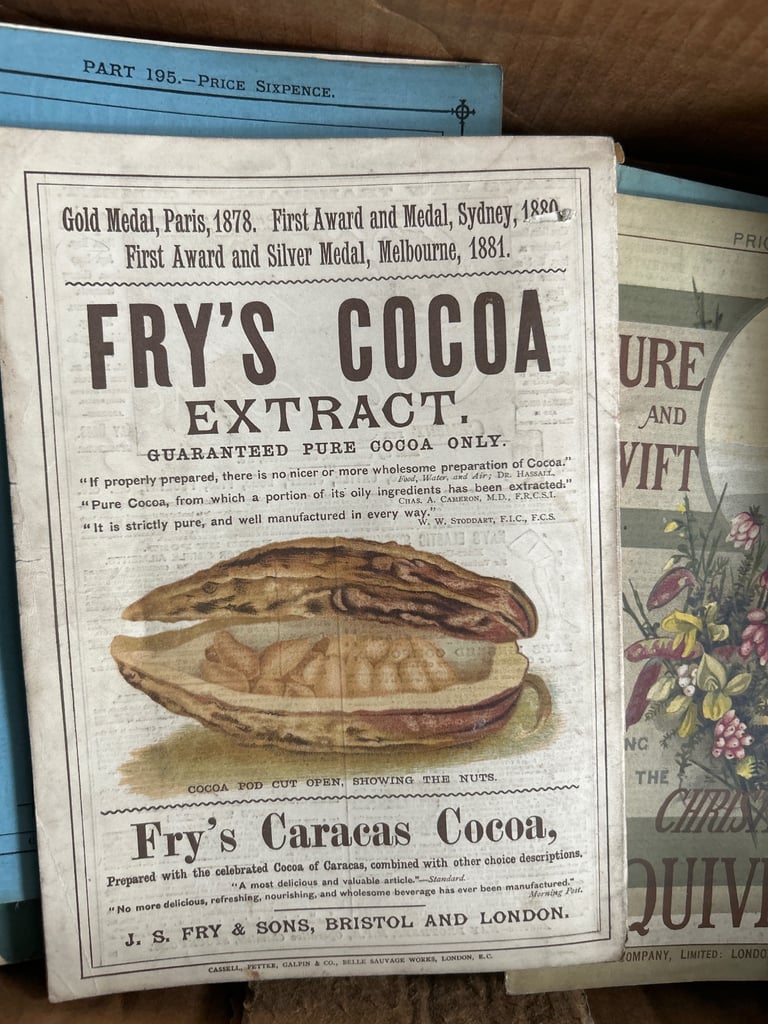 PART 195.—PRICE SIXPENCE.
Gold Medal, Paris, 1878. First Award and Medal, Sydney, 1880.
First Award and Silver Medal, Melbourne, 1881.
FRY'S COCOA
EXTRACT.
GUARANTEED PURE COCOA ONLY.
"If properly prepared, there is no nicer or more wholesome preparation of Cocoa."
Food, Water, and Air; DR. HASSALL.
"Pure Cocoa, from which a portion of its oily ingredients has been extracted."
CHAS. A. CAMERON, M.D., F.R.C.S.I.
"It is strictly pure, and well manufactured in every way."
W. W. STODDART, F.I.C., F.C.S.
COCOA POD CUT OPEN, SHOWING THE NUTS.
Fry's Caracas Cocoa,
Prepared with the celebrated Cocoa of Caracas, combined with other choice descriptions.
"A most delicious and valuable article."—Standard.
"No more delicious, refreshing, nourishing, and wholesome beverage has ever been manufactured."
Morning Post.
J. S. FRY & SONS, BRISTOL AND LONDON.
CASSELL, PETTER, GALPIN & CO., BELLE SAUVAGE WORKS, LONDON, E.C.
PRIC
URE
AND
WIFT
NG
THE
CHRIST
QUIV
COMPANY, LIMITED: LONDO